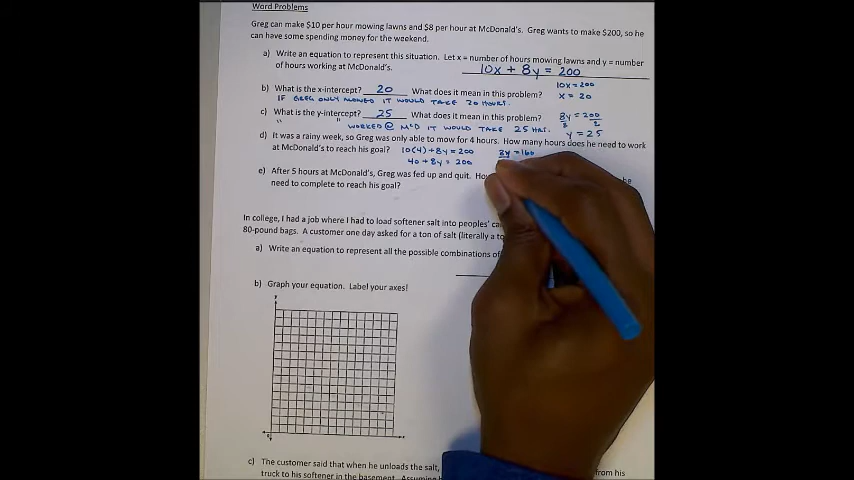 Word Problems
Greg can make $10 per hour mowing lawns and $8 per hour at McDonald's. Greg wants to make $200, so he
can have some spending money for the weekend.
a) Write an equation to represent this situation. Let x = number of hours mowing lawns and y = number
of hours working at McDonald's. 10x + 8y = 200
10x = 200
b) What is the x-intercept? 20 What does it mean in this problem? x = 20
IF GREG ONLY MOWED IT WOULD TAKE 20 HOURS.
c) What is the y-intercept? 25 What does it mean in this problem? 8y = 200
" " WORKED @ McD IT WOULD TAKE 25 HRS. y = 25
d) It was a rainy week, so Greg was only able to mow for 4 hours. How many hours does he need to work
at McDonald's to reach his goal? 10(4) + 8y = 200 8y = 160
40 + 8y = 200
e) After 5 hours at McDonald's, Greg was fed up and quit.
need to complete to reach his goal?
In college, I had a job where I had to load softener salt into peoples'
80-pound bags. A customer one day asked for a ton of salt (literally a
a) Write an equation to represent all the possible combinations of
b) Graph your equation. Label your axes!
c) The customer said that when he unloads the salt, from his
truck to his softener in the basement.